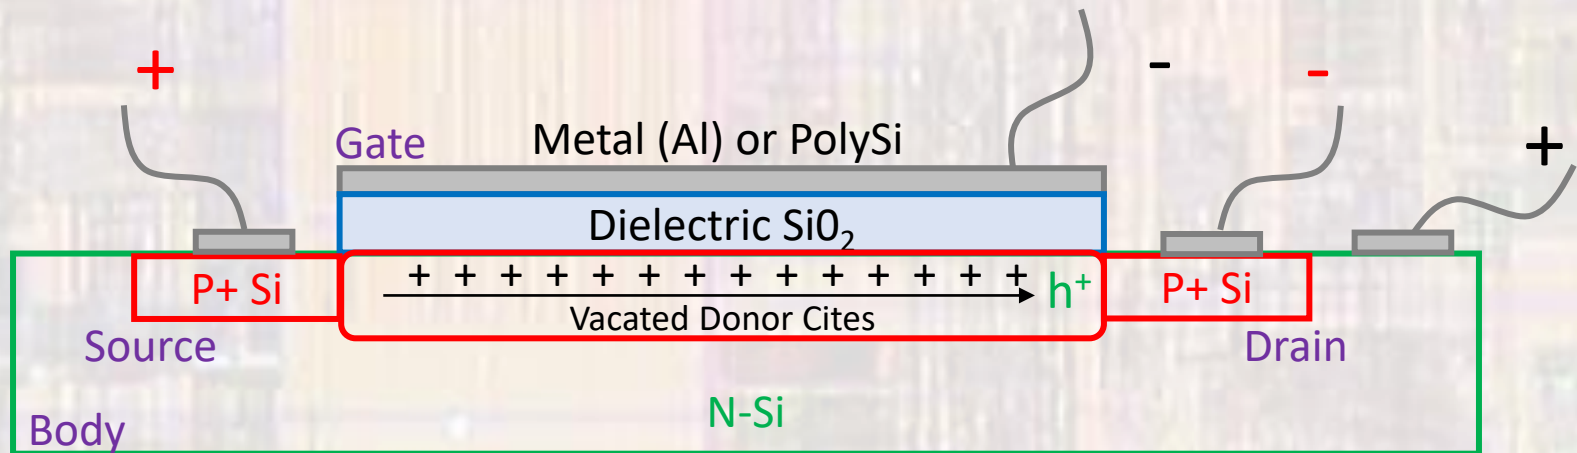 +
-
-
+
Gate
Metal (Al) or PolySi
Dielectric Si0₂
P+ Si
+ + + + + + + + + + + + + +
h⁺
P+ Si
Vacated Donor Cites
Source
Drain
N-Si
Body